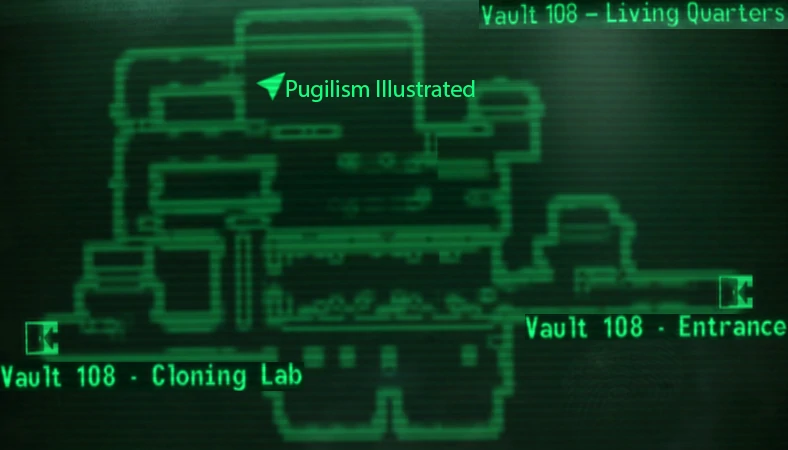 Vault 108 – Living Quarters
Pugilism Illustrated
Vault 108 - Entrance
Vault 108 - Cloning Lab